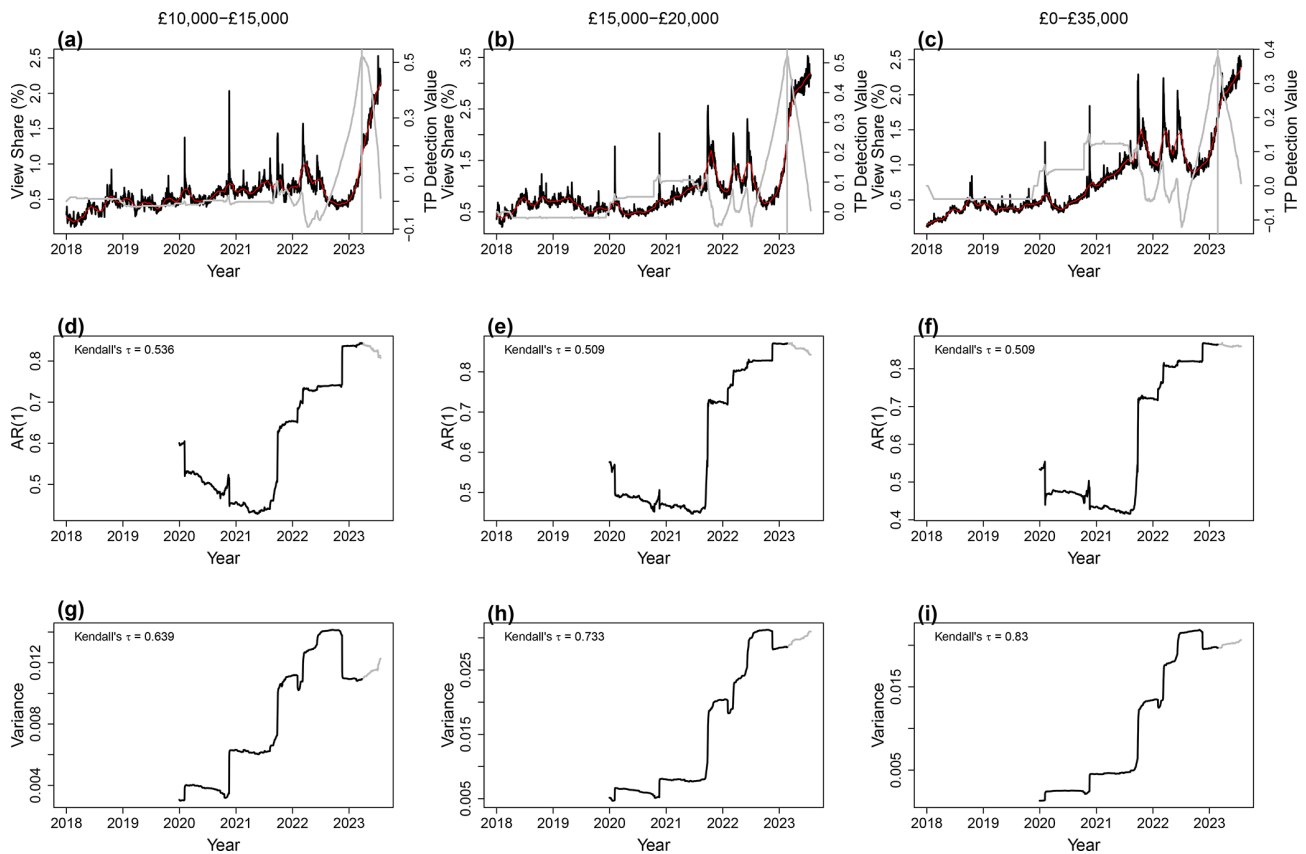 £10,000−£15,000
£15,000−£20,000
£0−£35,000
(a)
View Share (%)
0.5 1.0 1.5 2.0 2.5
−0.1 0.1 0.2 0.3 0.5
TP Detection Value
2018 2019 2020 2021 2022 2023
Year
(b)
View Share (%)
0.5 1.5 2.5 3.5
0.0 0.1 0.2 0.3 0.4 0.5
TP Detection Value
2018 2019 2020 2021 2022 2023
Year
(c)
View Share (%)
0.5 1.0 1.5 2.0 2.5
−0.1 0.0 0.1 0.2 0.3 0.4
TP Detection Value
2018 2019 2020 2021 2022 2023
Year
(d)
Kendall's τ = 0.536
AR(1)
0.5 0.6 0.7 0.8
2018 2019 2020 2021 2022 2023
Year
(e)
Kendall's τ = 0.509
AR(1)
0.5 0.6 0.7 0.8
2018 2019 2020 2021 2022 2023
Year
(f)
Kendall's τ = 0.509
AR(1)
0.4 0.5 0.6 0.7 0.8
2018 2019 2020 2021 2022 2023
Year
(g)
Kendall's τ = 0.639
Variance
0.004 0.008 0.012
2018 2019 2020 2021 2022 2023
Year
(h)
Kendall's τ = 0.733
Variance
0.005 0.015 0.025
2018 2019 2020 2021 2022 2023
Year
(i)
Kendall's τ = 0.83
Variance
0.005 0.015
2018 2019 2020 2021 2022 2023
Year